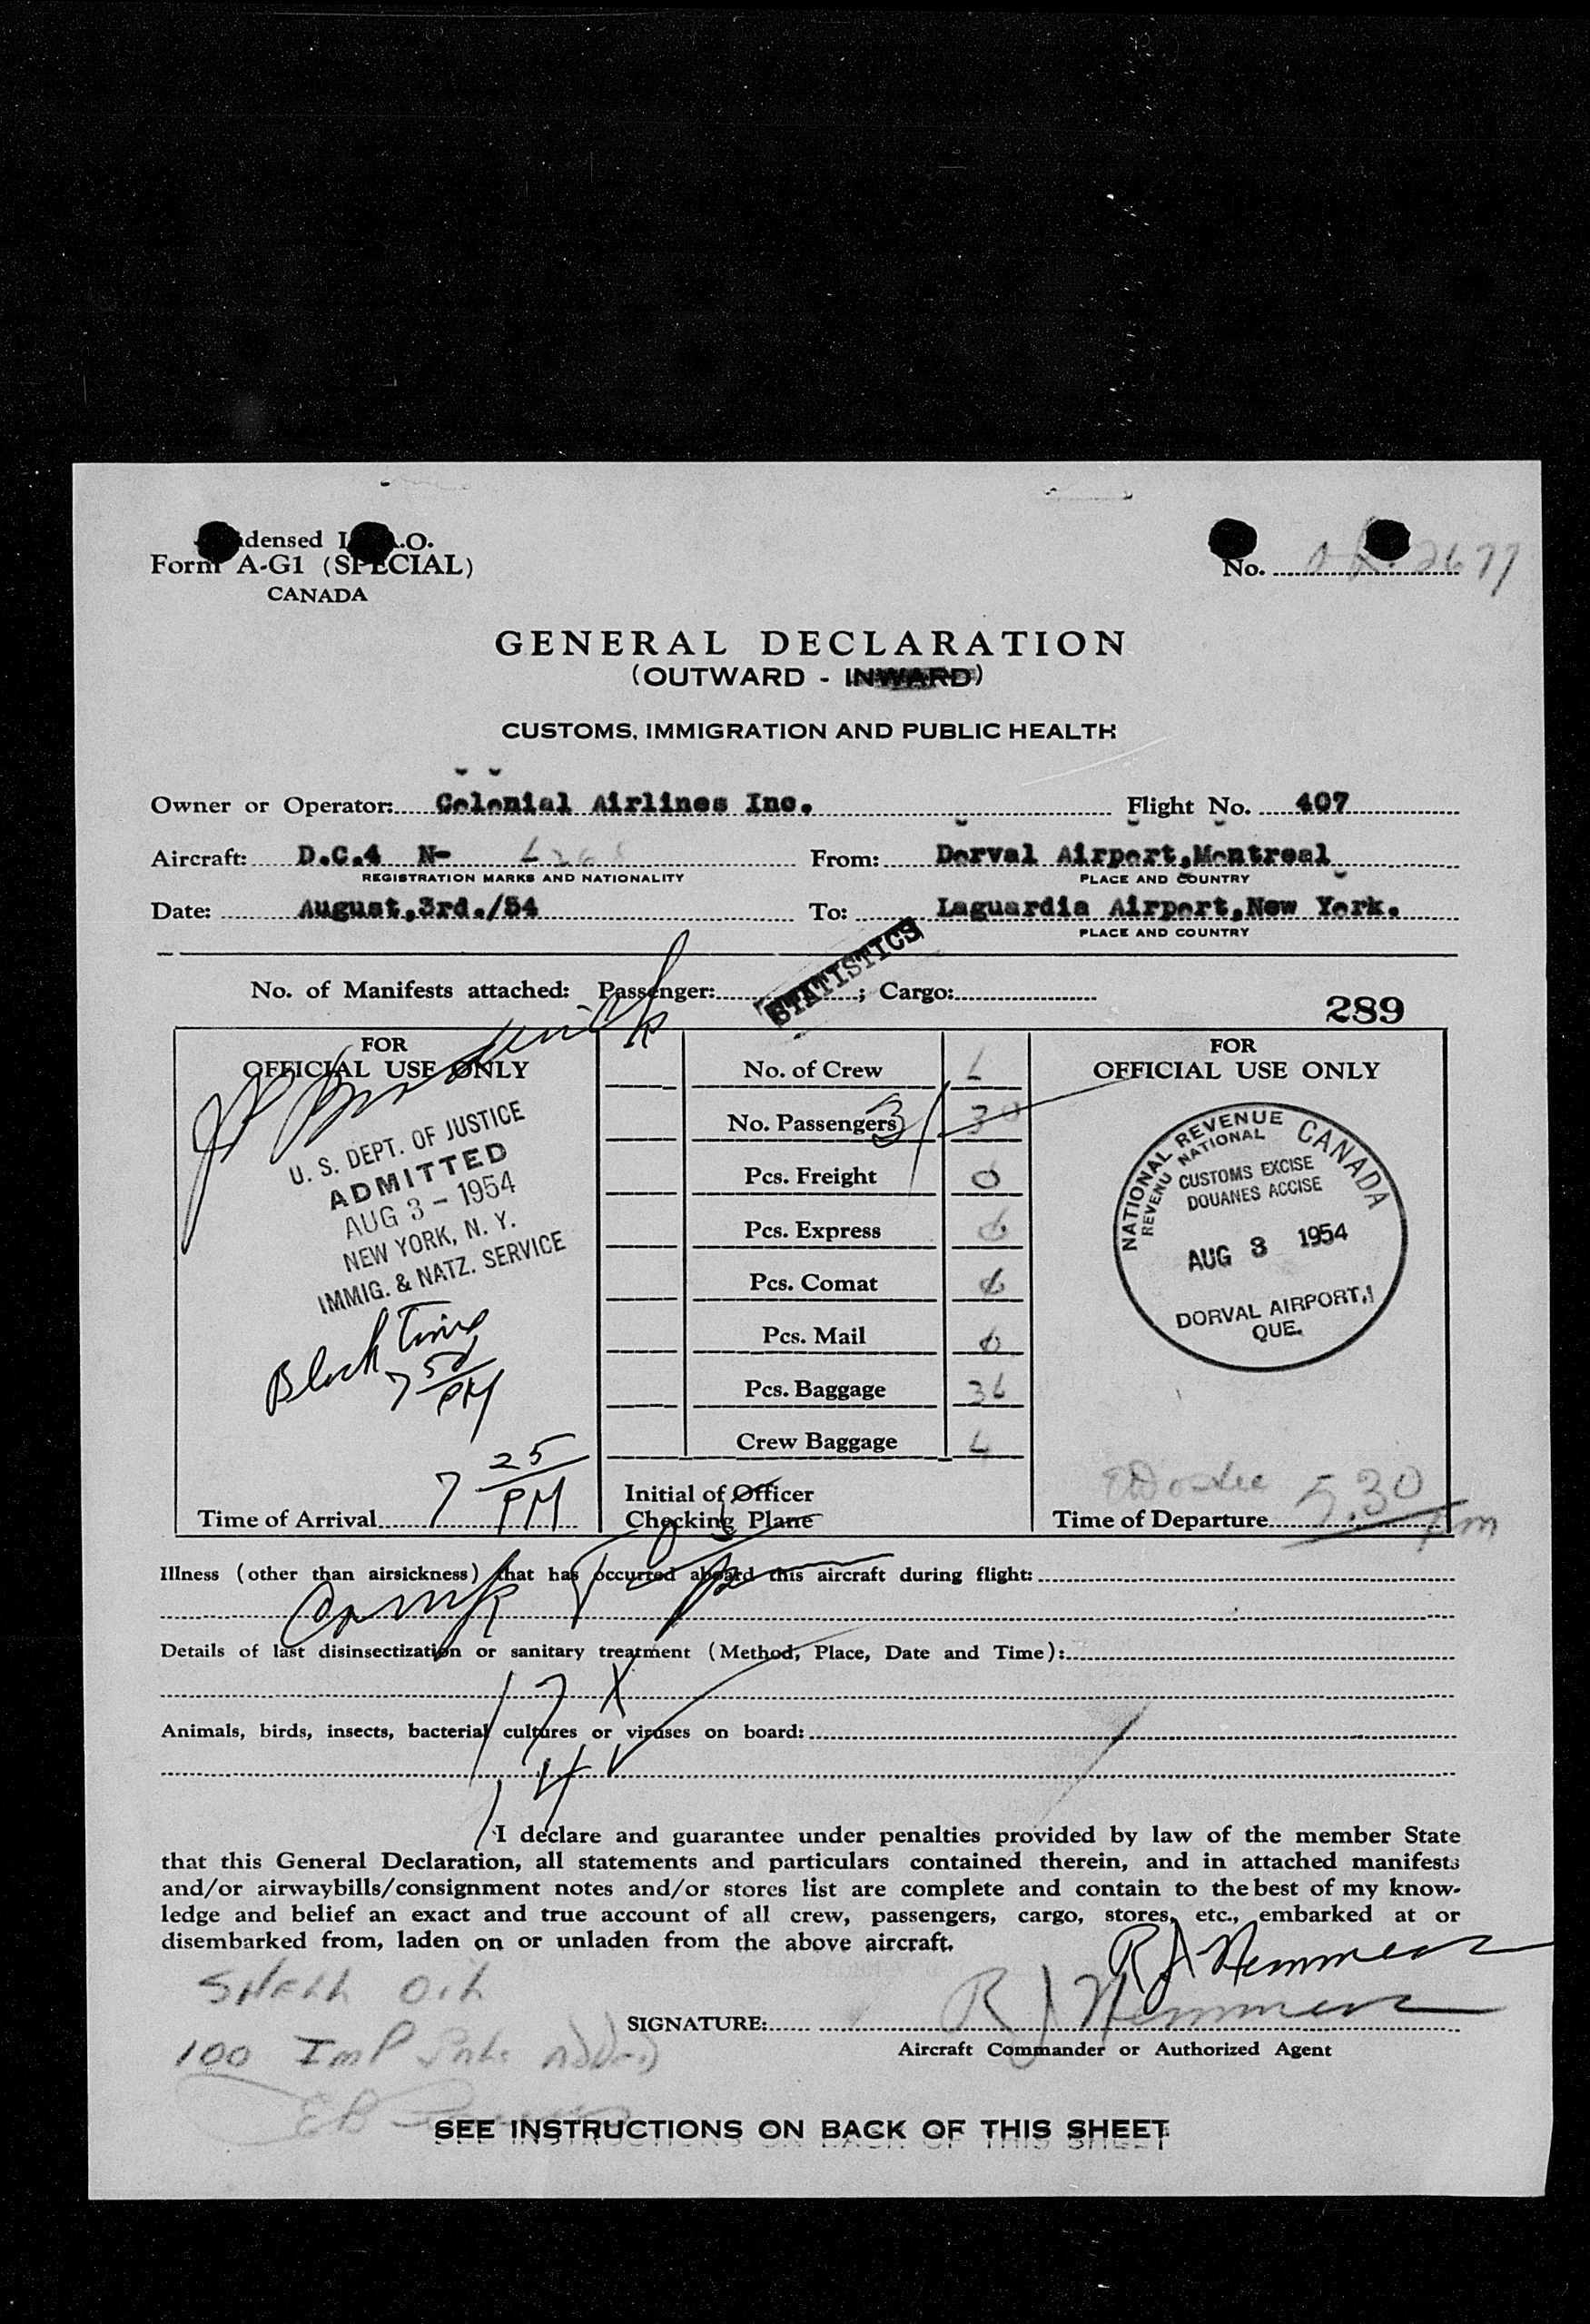 Form A-G1 (SPECIAL)
CANADA
No. 2677
GENERAL DECLARATION
(OUTWARD - INWARD)
CUSTOMS, IMMIGRATION AND PUBLIC HEALTH
Owner or Operator: Colonial Airlines Inc. Flight No. 407
Aircraft: D.C.4 N- From: Dorval Airport,Montreal
REGISTRATION MARKS AND NATIONALITY PLACE AND COUNTRY
Date: August,3rd./54 To: Laguardia Airport,New York.
PLACE AND COUNTRY
STATISTICS
No. of Manifests attached: Passenger: ; Cargo:
289
FOR
OFFICIAL USE ONLY
U. S. DEPT. OF JUSTICE
ADMITTED
AUG 3 - 1954
NEW YORK, N. Y.
IMMIG. & NATZ. SERVICE
Block Time
7 50 PM
Time of Arrival 7 25 PM
No. of Crew
No. Passengers 31 30
Pcs. Freight 0
Pcs. Express 0
Pcs. Comat 0
Pcs. Mail 0
Pcs. Baggage 36
Crew Baggage
Initial of Officer
Checking Plane
FOR
OFFICIAL USE ONLY
NATIONAL REVENUE CANADA
REVENU NATIONAL
CUSTOMS EXCISE
DOUANES ACCISE
AUG 3 1954
DORVAL AIRPORT,
QUE.
Time of Departure 5.30 pm
Illness (other than airsickness) that has occurred aboard this aircraft during flight:
Details of last disinsectization or sanitary treatment (Method, Place, Date and Time):
17 X
Animals, birds, insects, bacterial cultures or viruses on board:
14 √
I declare and guarantee under penalties provided by law of the member State
that this General Declaration, all statements and particulars contained therein, and in attached manifests
and/or airwaybills/consignment notes and/or stores list are complete and contain to the best of my know-
ledge and belief an exact and true account of all crew, passengers, cargo, stores, etc., embarked at or
disembarked from, laden on or unladen from the above aircraft.
SHELL OIL
100 Imp Gals Added
SIGNATURE:
Aircraft Commander or Authorized Agent
SEE INSTRUCTIONS ON BACK OF THIS SHEET